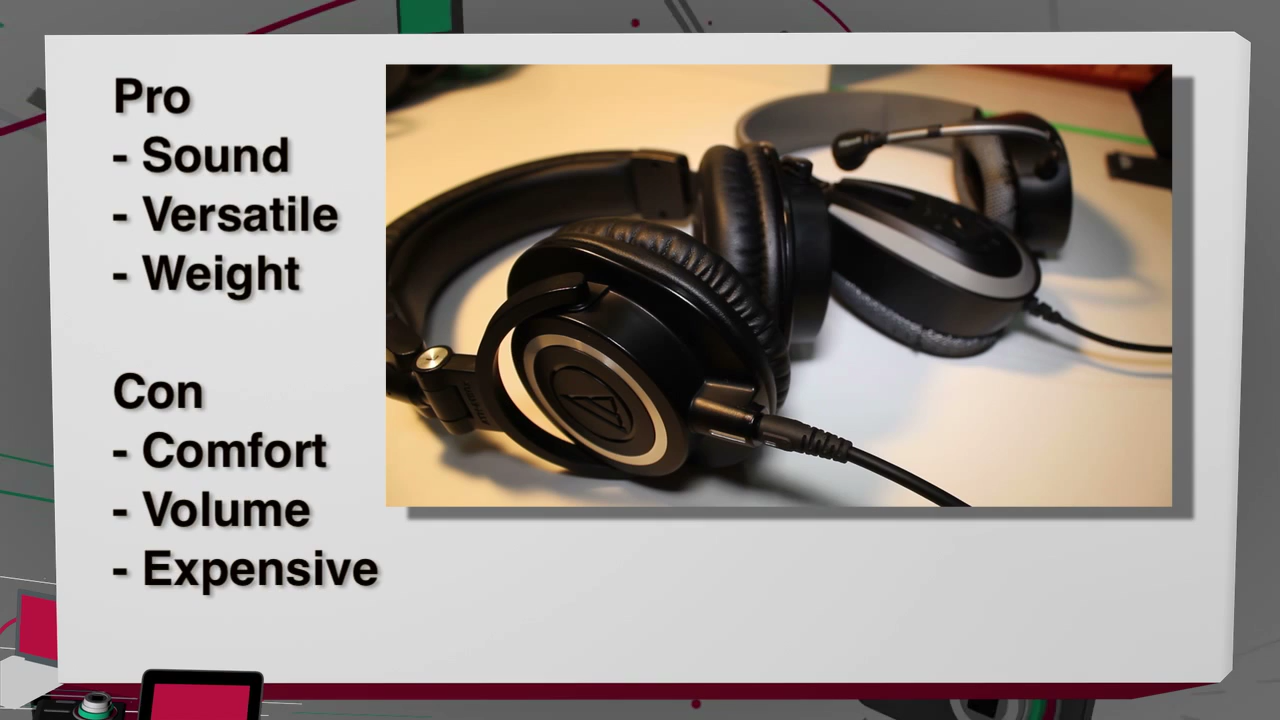 Pro
- Sound
- Versatile
- Weight
Con
- Comfort
- Volume
- Expensive